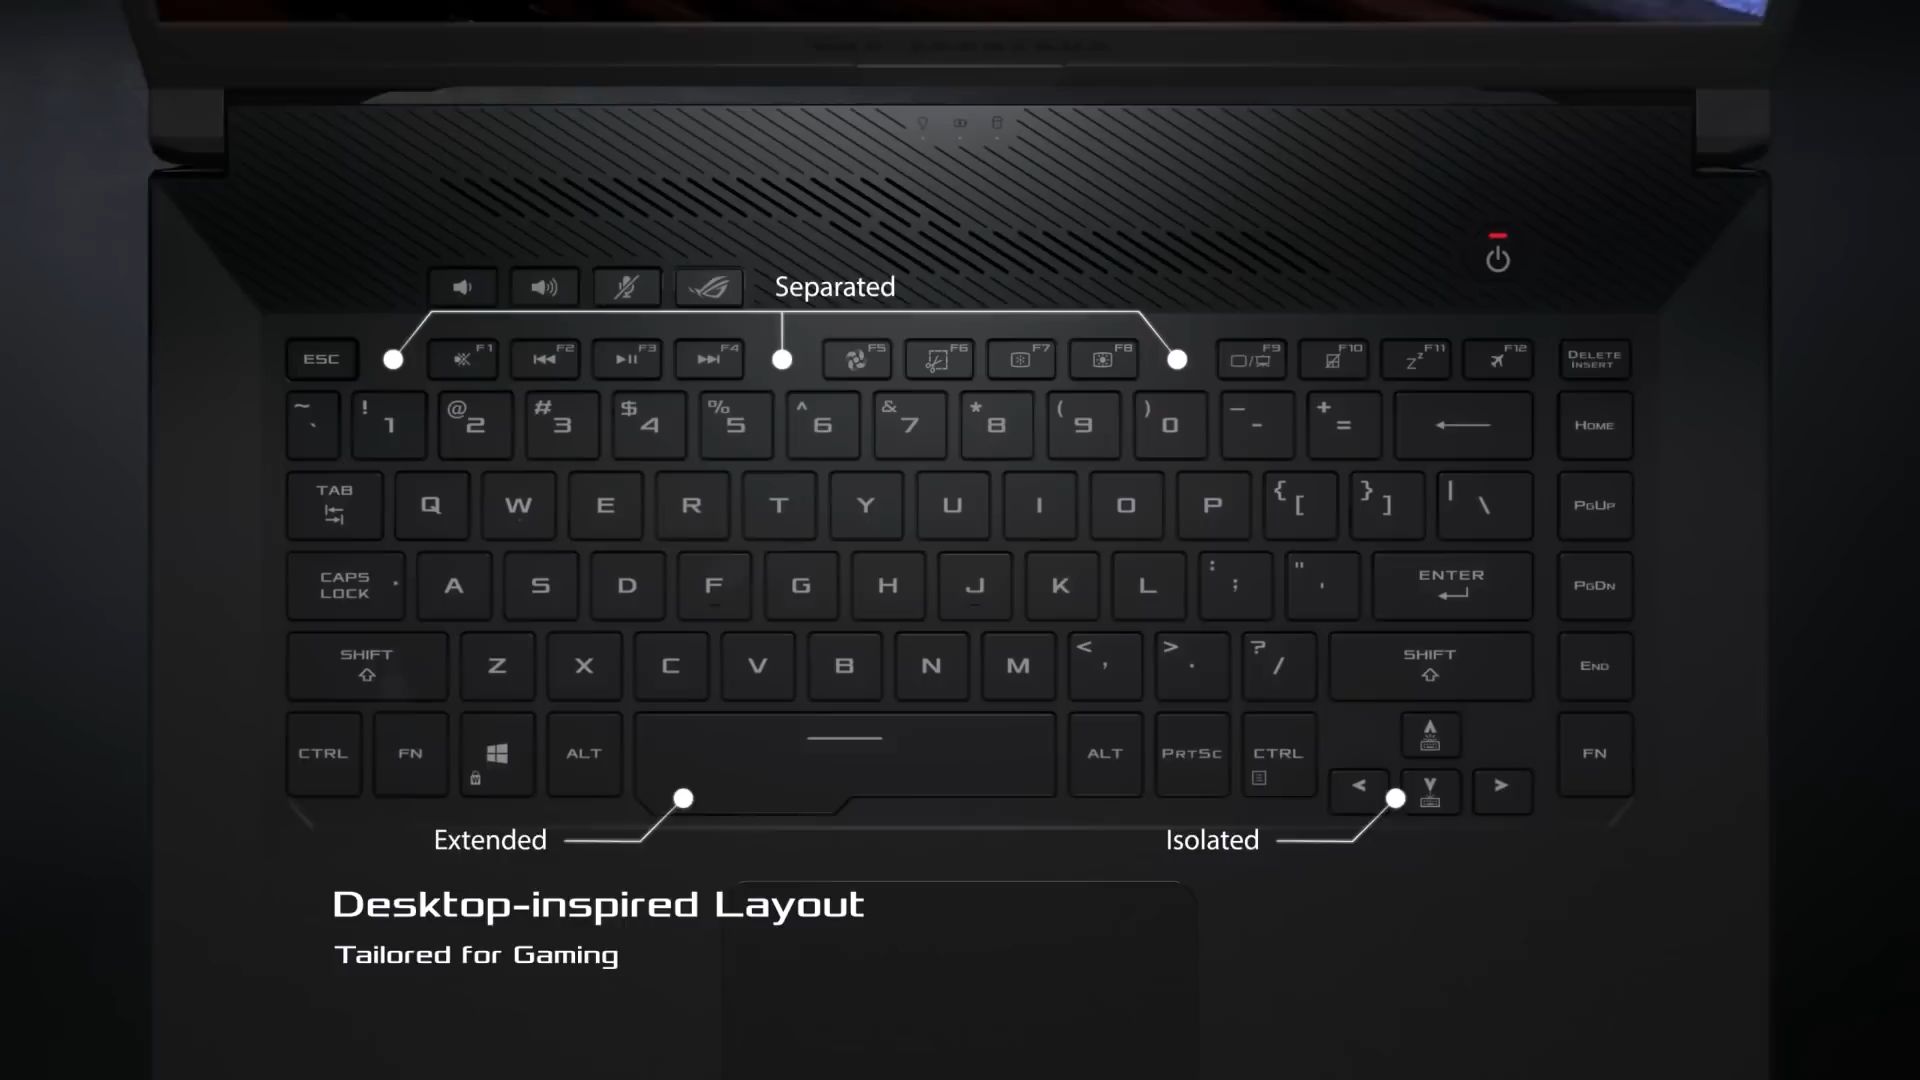 Separated
ESC F1 F2 F3 F4 F5 F6 F7 F8 F9 F10 F11 F12 DELETE
INSERT
~ ` ! 1 @ 2 # 3 $ 4 % 5 ^ 6 & 7 * 8 ( 9 ) 0 _ - + = HOME
TAB Q W E R T Y U I O P { [ } ] | \ PGUP
CAPS LOCK A S D F G H J K L : ; " ' ENTER PGDN
SHIFT Z X C V B N M < , > . ? / SHIFT END
CTRL FN ALT ALT PRTSC CTRL FN
Extended
Isolated
Desktop-inspired Layout
Tailored for Gaming